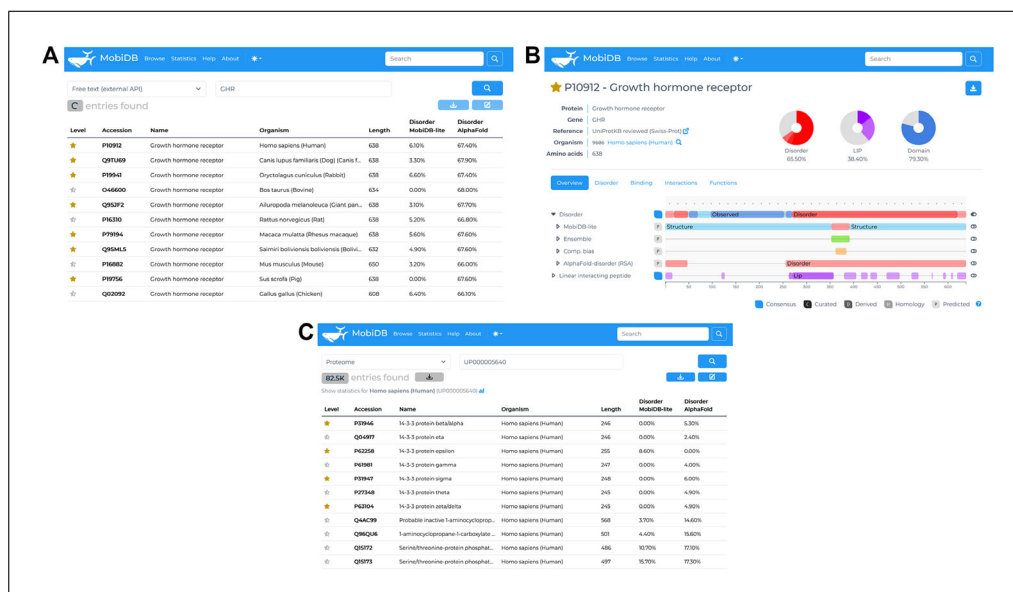 A
MobiDB Browse Statistics Help About
Search
Free text (external API)
GHR
entries found
Level Accession Name Organism Length Disorder MobiDB-lite Disorder AlphaFold
P10912 Growth hormone receptor Homo sapiens (Human) 638 6.10% 67.40%
Q9TU69 Growth hormone receptor Canis lupus familiaris (Dog) (Canis f... 638 3.30% 67.90%
P19941 Growth hormone receptor Oryctolagus cuniculus (Rabbit) 638 6.60% 67.40%
O46600 Growth hormone receptor Bos taurus (Bovine) 634 0.00% 68.00%
Q95JF2 Growth hormone receptor Ailuropoda melanoleuca (Giant pan... 638 3.10% 67.70%
P16310 Growth hormone receptor Rattus norvegicus (Rat) 638 5.20% 66.80%
P79194 Growth hormone receptor Macaca mulatta (Rhesus macaque) 638 5.60% 67.60%
Q95ML5 Growth hormone receptor Saimiri boliviensis boliviensis (Bolivi... 632 4.90% 67.60%
P16882 Growth hormone receptor Mus musculus (Mouse) 650 3.20% 66.00%
P19756 Growth hormone receptor Sus scrofa (Pig) 638 0.00% 67.60%
Q02092 Growth hormone receptor Gallus gallus (Chicken) 608 6.40% 66.10%
B
MobiDB Browse Statistics Help About
Search
P10912 - Growth hormone receptor
Protein Growth hormone receptor
Gene GHR
Reference UniProtKB reviewed (Swiss-Prot)
Organism 9606 Homo sapiens (Human)
Amino acids 638
Disorder
65.50%
LIP
38.40%
Domain
79.30%
Overview Disorder Binding Interactions Functions
Disorder Observed Disorder
MobiDB-lite P Structure Structure
Ensemble P
Comp. bias P
AlphaFold-disorder (RSA) P Disorder
Linear interacting peptide Lip
0 50 100 150 200 250 300 350 400 450 500 550 600
Consensus C Curated D Derived H Homology P Predicted
C
MobiDB Browse Statistics Help About
Search
Proteome
UP000005640
82.5K entries found
Show statistics for Homo sapiens (Human) (UP000005640)
Level Accession Name Organism Length Disorder MobiDB-lite Disorder AlphaFold
P31946 14-3-3 protein beta/alpha Homo sapiens (Human) 246 0.00% 5.30%
Q04917 14-3-3 protein eta Homo sapiens (Human) 246 0.00% 2.40%
P62258 14-3-3 protein epsilon Homo sapiens (Human) 255 8.60% 0.00%
P61981 14-3-3 protein gamma Homo sapiens (Human) 247 0.00% 4.00%
P31947 14-3-3 protein sigma Homo sapiens (Human) 248 0.00% 6.00%
P27348 14-3-3 protein theta Homo sapiens (Human) 245 0.00% 4.90%
P63104 14-3-3 protein zeta/delta Homo sapiens (Human) 245 0.00% 4.90%
Q4AC99 Probable inactive 1-aminocycloprop... Homo sapiens (Human) 568 3.70% 14.60%
Q96QU6 1-aminocyclopropane-1-carboxylate ... Homo sapiens (Human) 501 4.40% 15.60%
Q15172 Serine/threonine-protein phosphat... Homo sapiens (Human) 486 10.70% 17.10%
Q15173 Serine/threonine-protein phosphat... Homo sapiens (Human) 497 15.70% 17.30%